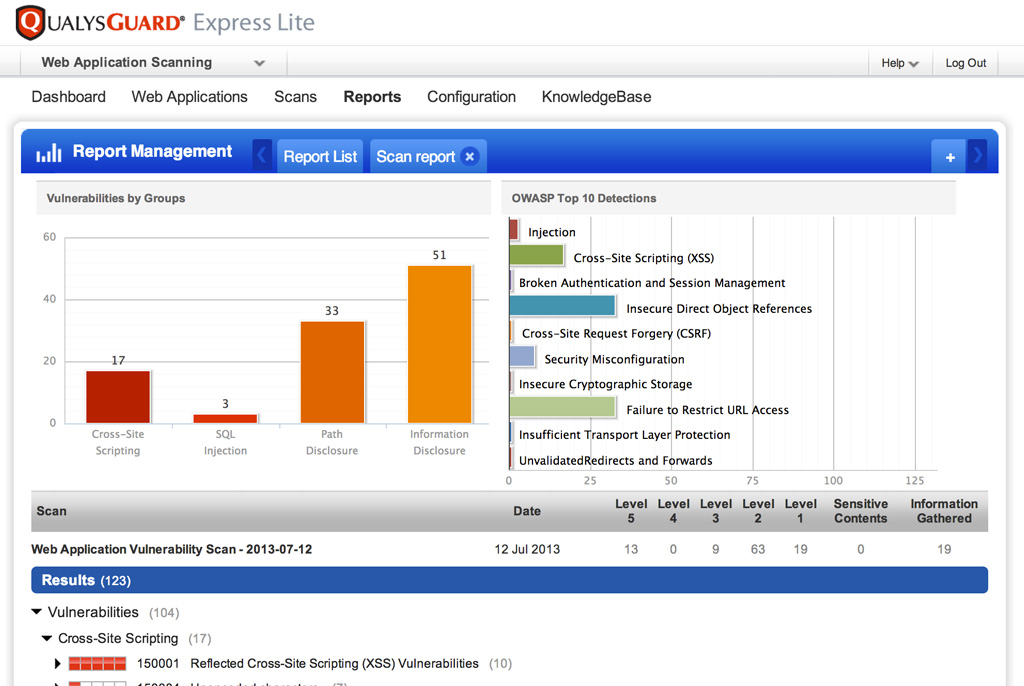 QUALYSGUARD® Express Lite
Web Application Scanning
Help
Log Out
Dashboard
Web Applications
Scans
Reports
Configuration
KnowledgeBase
Report Management
Report List
Scan report
+
Vulnerabilities by Groups
60
40
20
0
17
3
33
51
Cross-Site
Scripting
SQL
Injection
Path
Disclosure
Information
Disclosure
OWASP Top 10 Detections
Injection
Cross-Site Scripting (XSS)
Broken Authentication and Session Management
Insecure Direct Object References
Cross-Site Request Forgery (CSRF)
Security Misconfiguration
Insecure Cryptographic Storage
Failure to Restrict URL Access
Insufficient Transport Layer Protection
UnvalidatedRedirects and Forwards
0 25 50 75 100 125
Scan Date Level 5 Level 4 Level 3 Level 2 Level 1 Sensitive Contents Information Gathered
Web Application Vulnerability Scan - 2013-07-12 12 Jul 2013 13 0 9 63 19 0 19
Results (123)
Vulnerabilities (104)
Cross-Site Scripting (17)
150001 Reflected Cross-Site Scripting (XSS) Vulnerabilities (10)